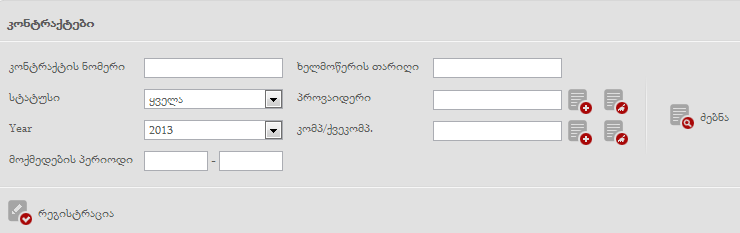 კონტრაქტები
კონტრაქტის ნომერი ხელმოწერის თარიღი
სტატუსი ყველა პროვაიდერი
ძებნა
Year 2013 კომპ/ქვეკომპ.
მოქმედების პერიოდი -
რეგისტრაცია